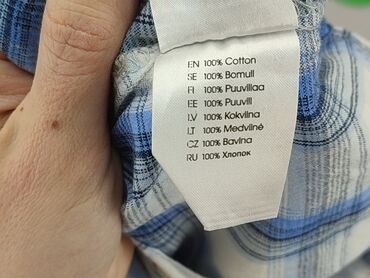 EN 100% Cotton
SE 100% Bomull
FI 100% Puuvillaa
EE 100% Puuvill
LV 100% Kokvilna
LT 100% Medvilnė
CZ 100% Bavlna
RU 100% Хлопок